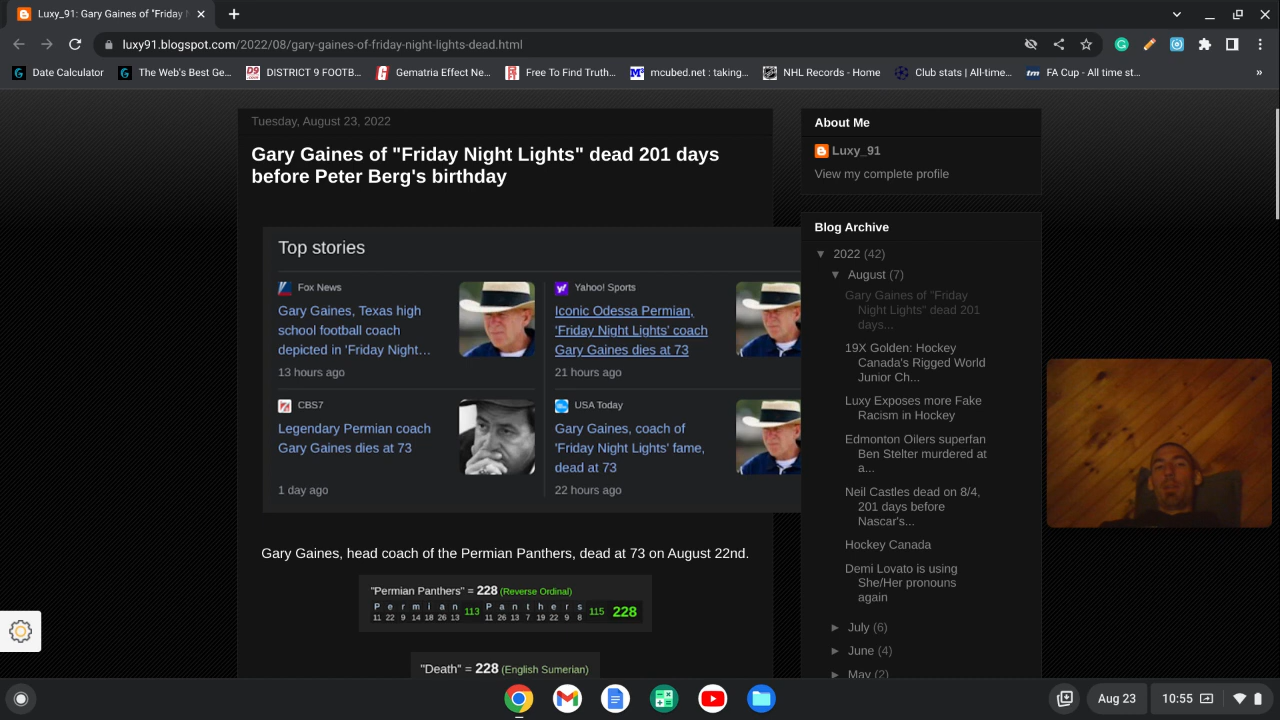 Luxy_91: Gary Gaines of "Friday N
luxy91.blogspot.com/2022/08/gary-gaines-of-friday-night-lights-dead.html
Date Calculator
The Web's Best Ge...
DISTRICT 9 FOOTB...
Gematria Effect Ne...
Free To Find Truth...
mcubed.net : taking...
NHL Records - Home
Club stats | All-time...
FA Cup - All time st...
»
Tuesday, August 23, 2022
Gary Gaines of "Friday Night Lights" dead 201 days
before Peter Berg's birthday
Top stories
Fox News
Gary Gaines, Texas high
school football coach
depicted in 'Friday Night...
13 hours ago
Yahoo! Sports
Iconic Odessa Permian,
'Friday Night Lights' coach
Gary Gaines dies at 73
21 hours ago
CBS7
Legendary Permian coach
Gary Gaines dies at 73
1 day ago
USA Today
Gary Gaines, coach of
'Friday Night Lights' fame,
dead at 73
22 hours ago
Gary Gaines, head coach of the Permian Panthers, dead at 73 on August 22nd.
"Permian Panthers" = 228 (Reverse Ordinal)
P e r m i a n 113 P a n t h e r s 115 228
11 22 9 14 18 26 13 11 26 13 7 19 22 9 8
"Death" = 228 (English Sumerian)
About Me
Luxy_91
View my complete profile
Blog Archive
▼ 2022 (42)
▼ August (7)
Gary Gaines of "Friday
Night Lights" dead 201
days...
19X Golden: Hockey
Canada's Rigged World
Junior Ch...
Luxy Exposes more Fake
Racism in Hockey
Edmonton Oilers superfan
Ben Stelter murdered at
a...
Neil Castles dead on 8/4,
201 days before
Nascar's...
Hockey Canada
Demi Lovato is using
She/Her pronouns
again
► July (6)
► June (4)
► May (2)
Aug 23
10:55